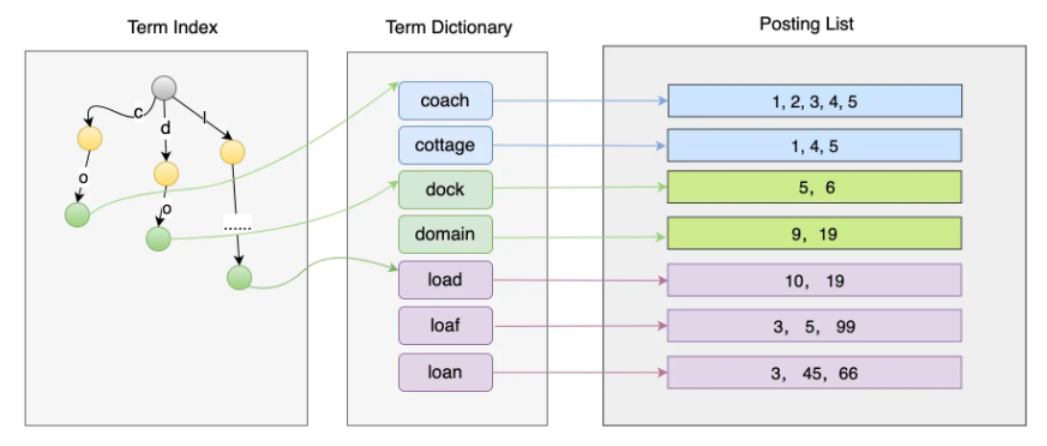 Term Index
Term Dictionary
Posting List
c
d
l
o
o
......
coach
cottage
dock
domain
load
loaf
loan
1, 2, 3, 4, 5
1, 4, 5
5, 6
9, 19
10, 19
3, 5, 99
3, 45, 66